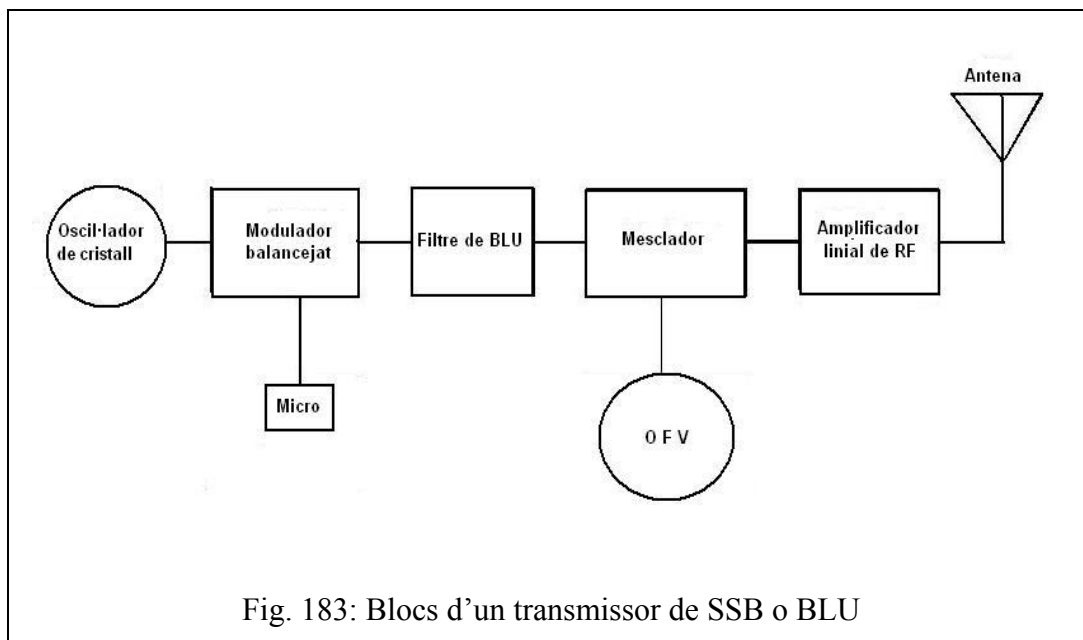 Antena
Oscil·lador
de cristall
Modulador
balancejat
Filtre de BLU
Mesclador
Amplificador
linial de RF
Micro
O F V
Fig. 183: Blocs d’un transmissor de SSB o BLU